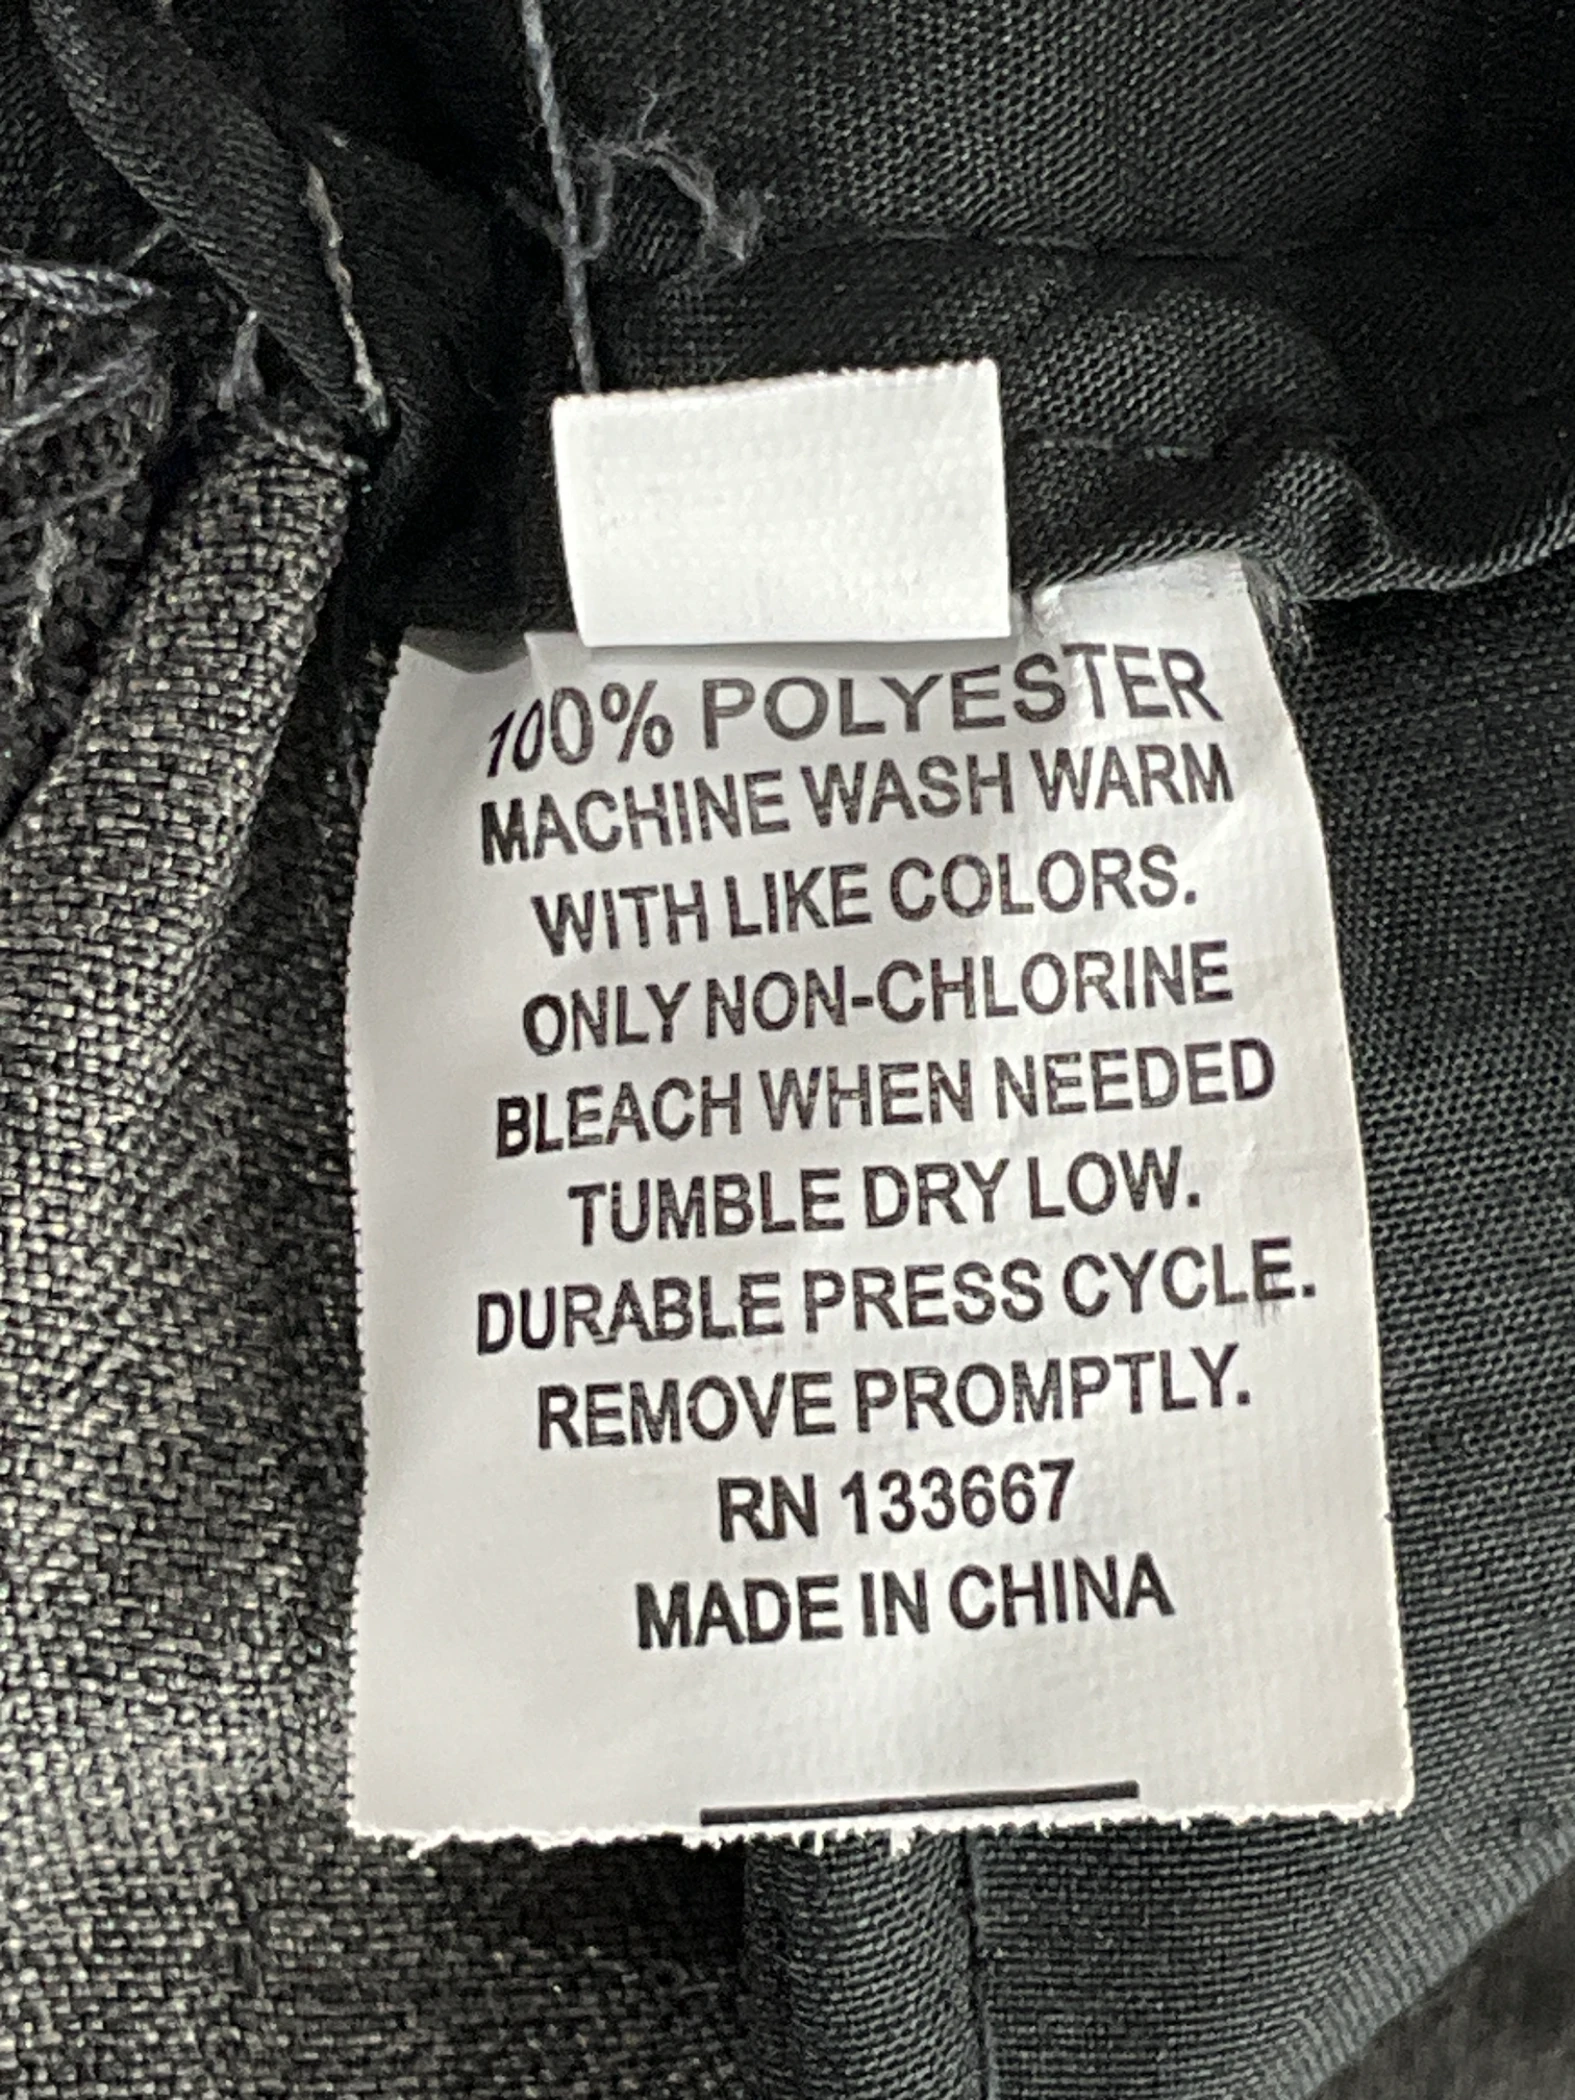 100% POLYESTER
MACHINE WASH WARM
WITH LIKE COLORS.
ONLY NON-CHLORINE
BLEACH WHEN NEEDED
TUMBLE DRY LOW.
DURABLE PRESS CYCLE.
REMOVE PROMPTLY.
RN 133667
MADE IN CHINA